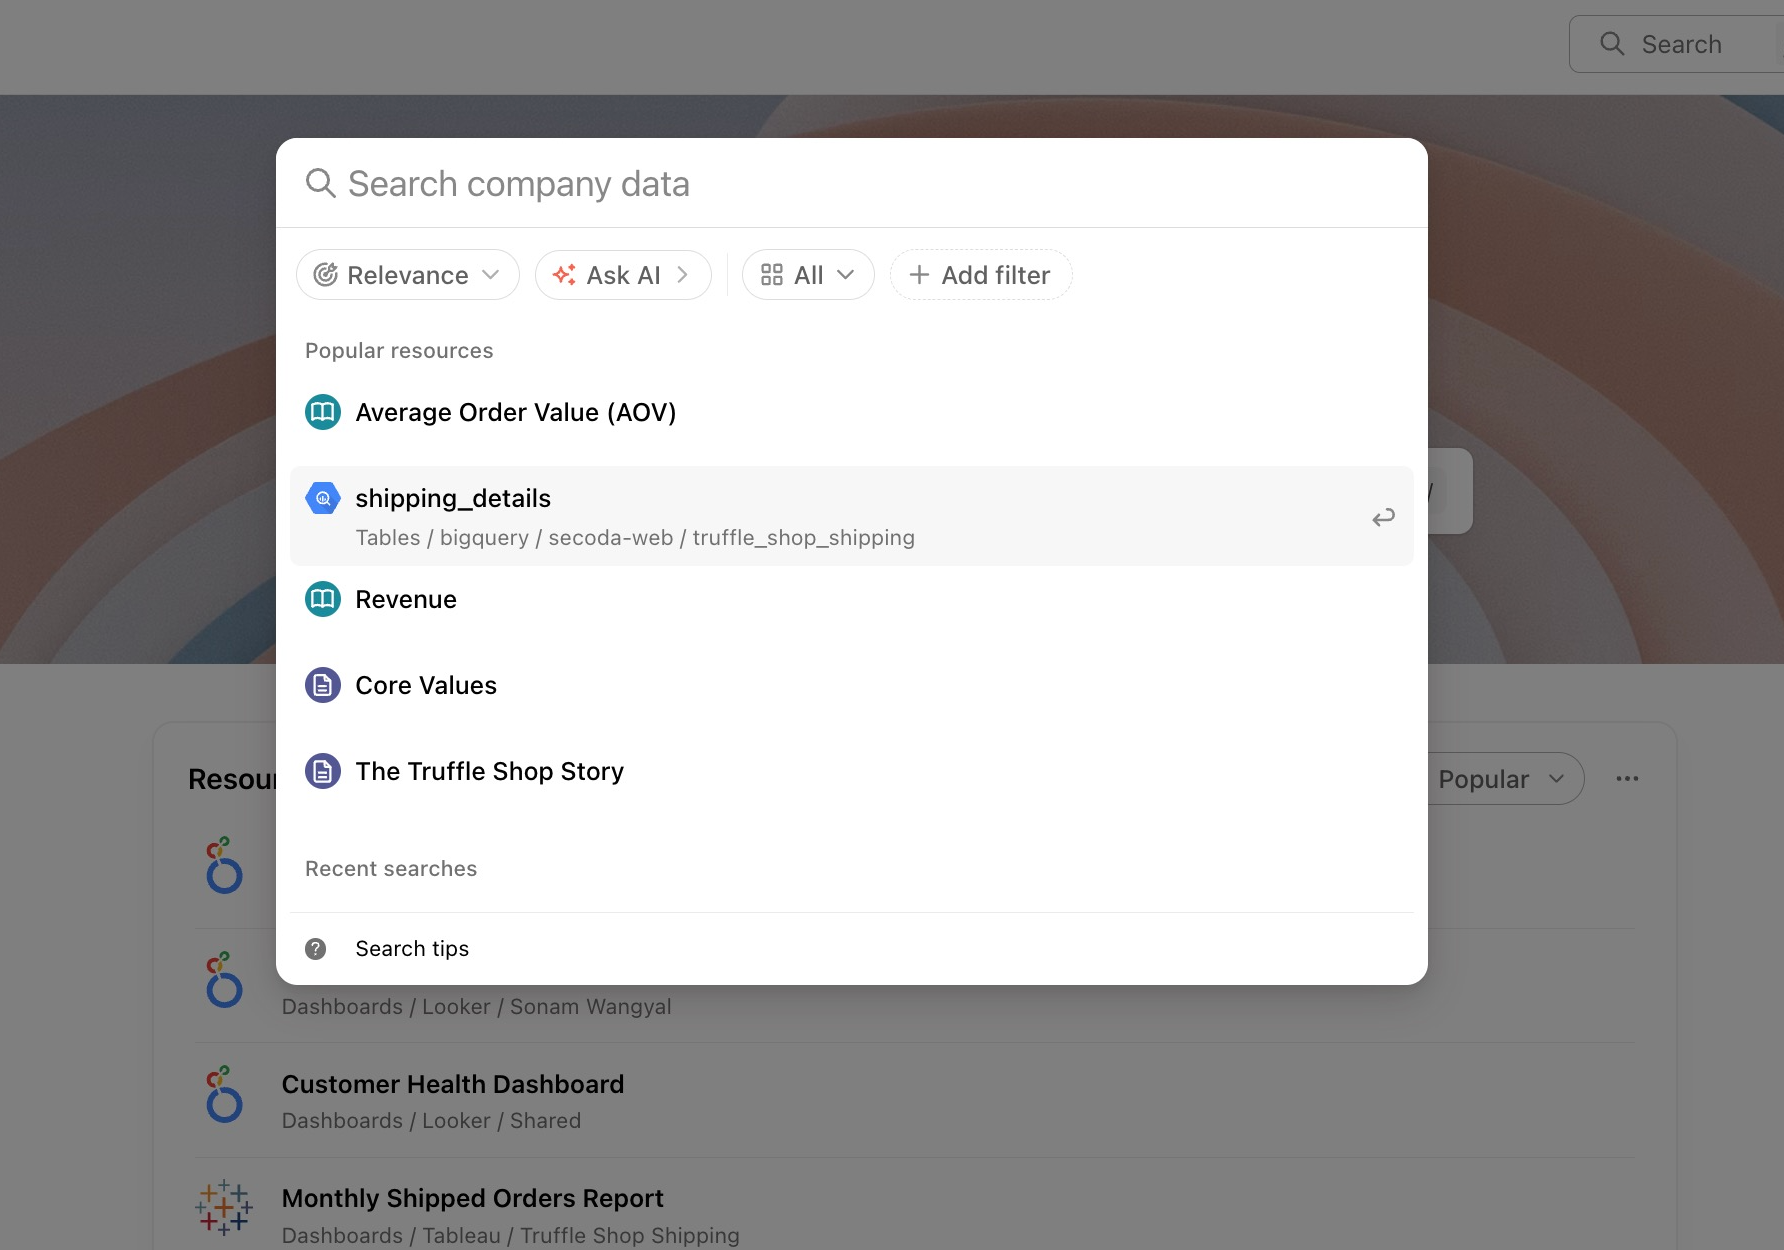 Search
Search company data
Relevance
Ask AI
All
Add filter
Popular resources
Average Order Value (AOV)
shipping_details
Tables / bigquery / secoda-web / truffle_shop_shipping
/
Revenue
Core Values
The Truffle Shop Story
Popular
Recent searches
Search tips
Dashboards / Looker / Sonam Wangyal
Customer Health Dashboard
Dashboards / Looker / Shared
Monthly Shipped Orders Report
Dashboards / Tableau / Truffle Shop Shipping